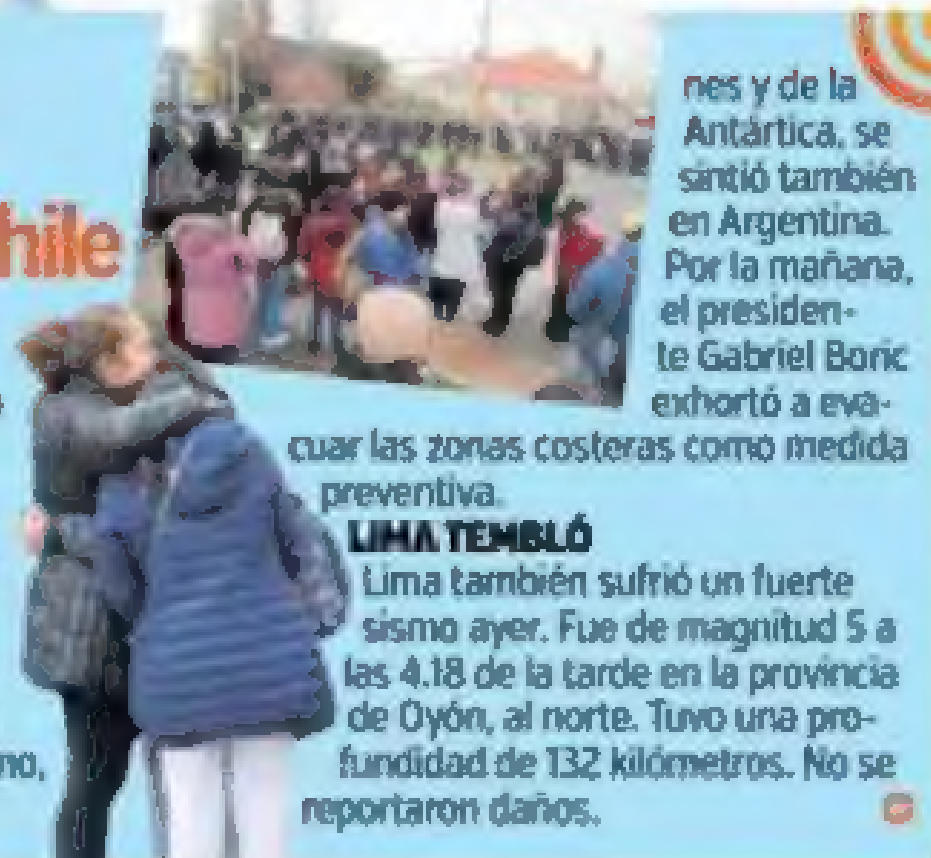 hile
nes y de la
Antártica, se
sintió también
en Argentina.
Por la mañana,
el presiden-
te Gabriel Boric
exhortó a eva-
cuar las zonas costeras como medida
preventiva.
LIMA TEMBLÓ
Lima también sufrió un fuerte
sismo ayer. Fue de magnitud 5 a
las 4.18 de la tarde en la provincia
de Oyón, al norte. Tuvo una pro-
fundidad de 132 kilómetros. No se
reportaron daños.
no,